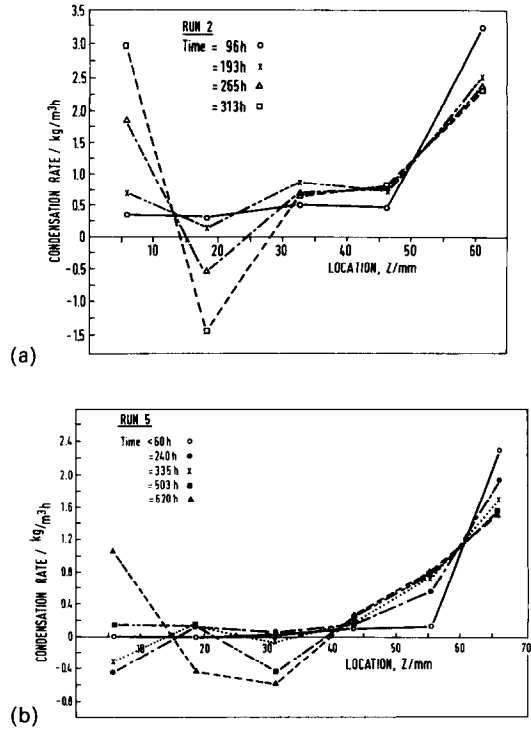 RUN 2
Time = 96h
= 193h
= 265h
= 313h
CONDENSATION RATE / kg/m³h
3.5
3.0
2.5
2.0
1.5
1.0
0.5
0
-0.5
-1.0
-1.5
10 20 30 40 50 60
LOCATION, Z/mm
(a)
RUN 5
Time <60h
=240h
=335h
=503h
=620h
CONDENSATION RATE / kg/m³h
2.4
2.0
1.6
1.2
0.8
0.4
0
-0.4
-0.8
10 20 30 40 50 60 70
LOCATION, Z/mm
(b)